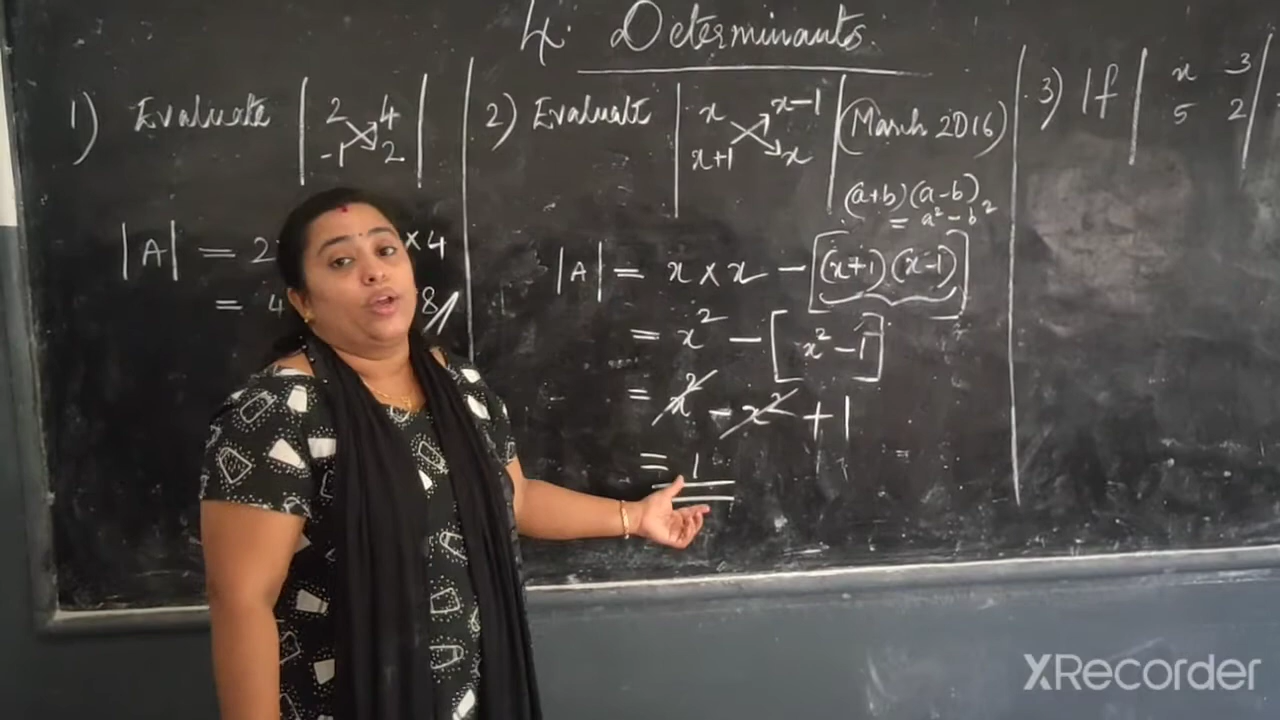 4. Determinants
1) Evaluate | 2 4 |
| -1 2 |
|A| = 2 × 4
= 4 8
2) Evaluate | x x-1 | (March 2016)
| x+1 x |
(a+b)(a-b)
= a² - b²
|A| = x × x - [(x+1)(x-1)]
= x² - [x² - 1]
= x² - x² + 1
= 1
3) If | x 3 |
| 5 2 |
XRecorder